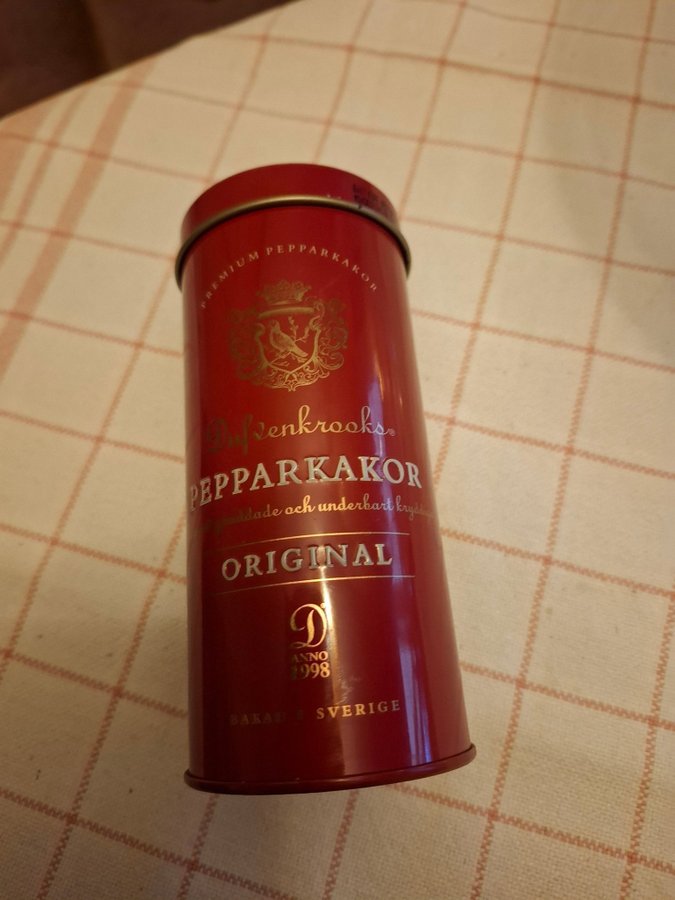 PREMIUM PEPPARKAKOR
Dufvenkrooks®
PEPPARKAKOR
och underbart
ORIGINAL
D
ANNO
1998
SVERIGE